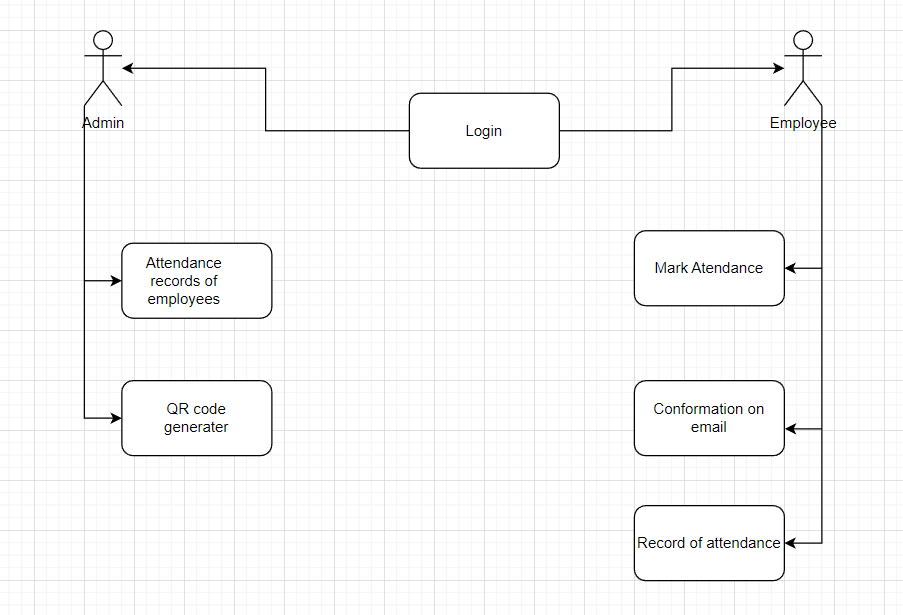 Admin
Login
Employee
Attendance
records of
employees
Mark Atendance
QR code
generater
Conformation on
email
Record of attendance